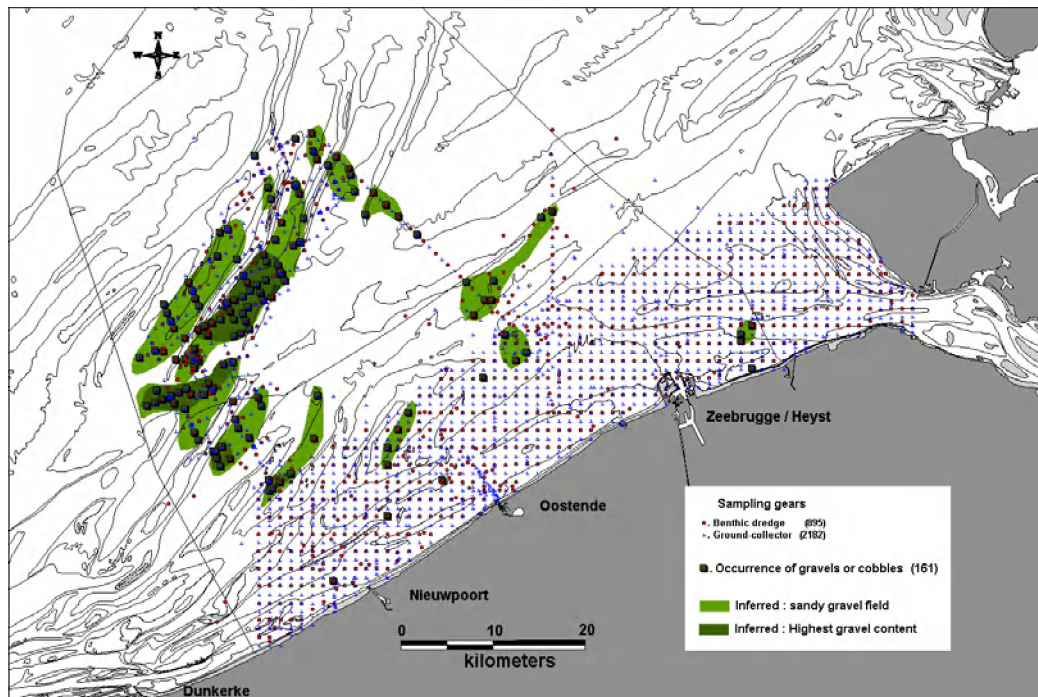 N
W
S
Zeebrugge / Heyst
Oostende
Nieuwpoort
Dunkerke
0 10 20
kilometers
Sampling gears
Benthic dredge (895)
Ground-collector (2182)
Occurrence of gravels or cobbles (161)
Inferred : sandy gravel field
Inferred : Highest gravel content